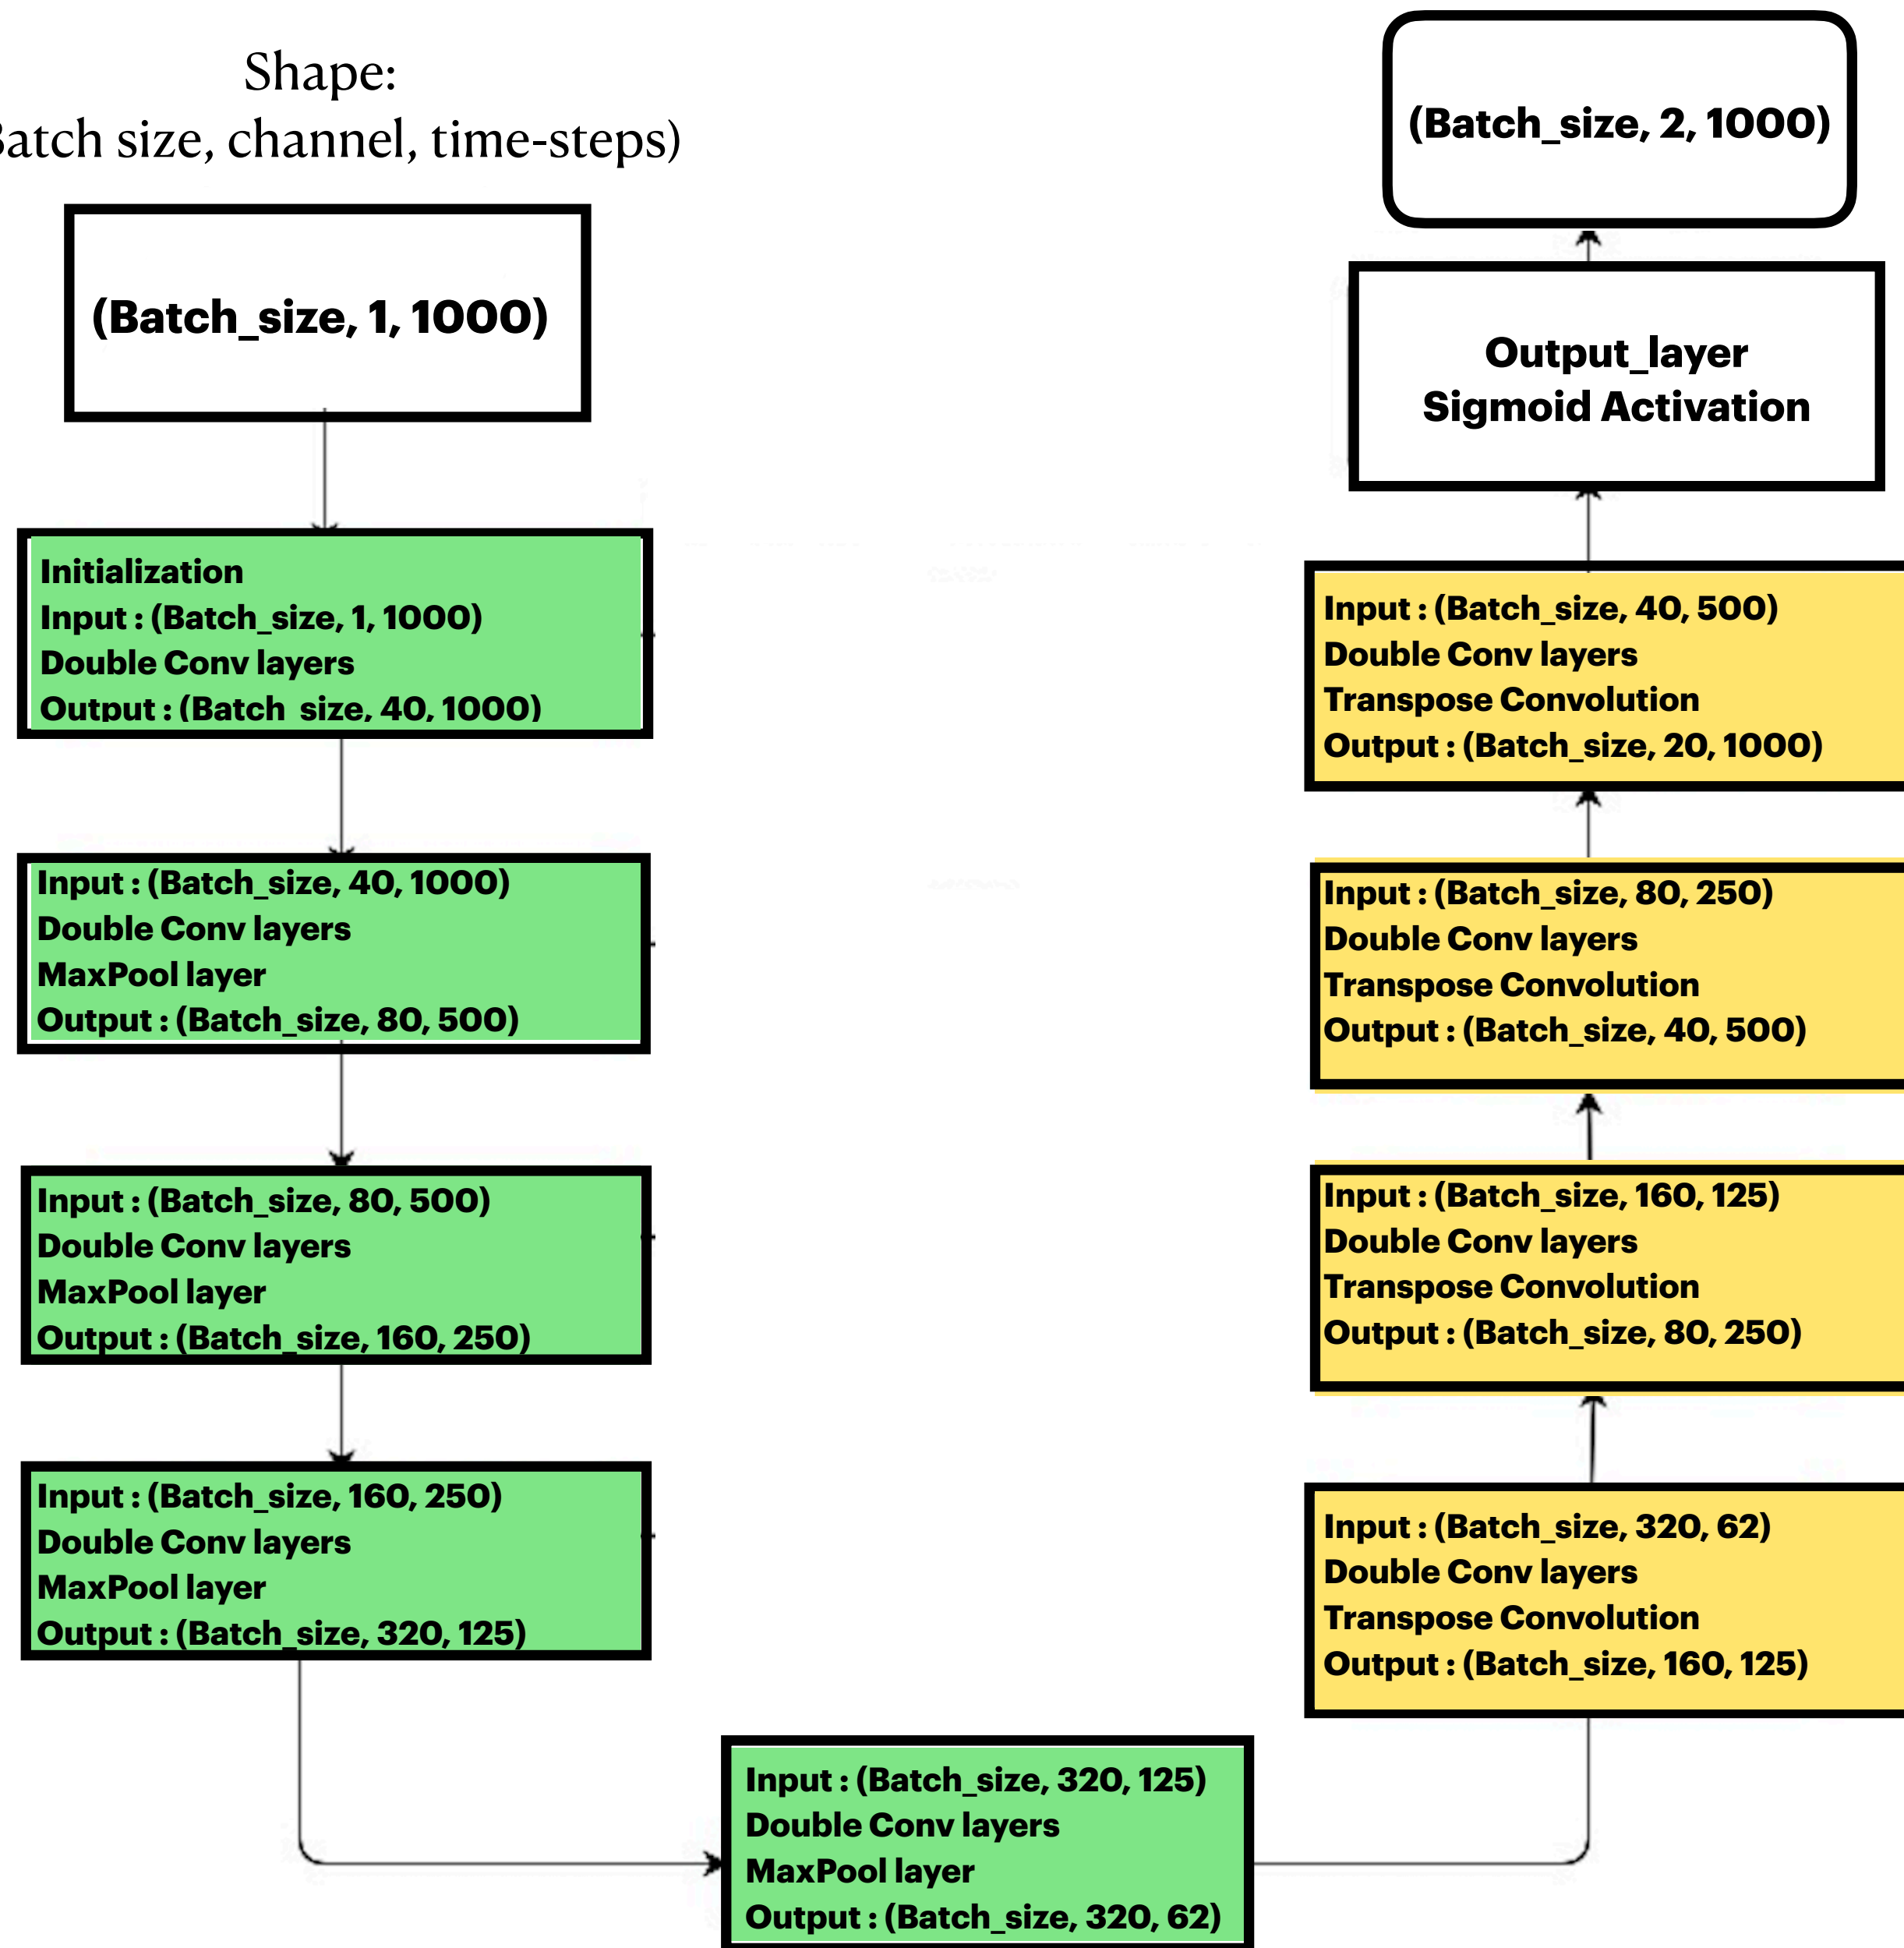 Shape:
Batch size, channel, time-steps)
(Batch_size, 1, 1000)
Initialization
Input : (Batch_size, 1, 1000)
Double Conv layers
Output : (Batch_size, 40, 1000)
Input : (Batch_size, 40, 1000)
Double Conv layers
MaxPool layer
Output : (Batch_size, 80, 500)
Input : (Batch_size, 80, 500)
Double Conv layers
MaxPool layer
Output : (Batch_size, 160, 250)
Input : (Batch_size, 160, 250)
Double Conv layers
MaxPool layer
Output : (Batch_size, 320, 125)
Input : (Batch_size, 320, 125)
Double Conv layers
MaxPool layer
Output : (Batch_size, 320, 62)
Input : (Batch_size, 320, 62)
Double Conv layers
Transpose Convolution
Output : (Batch_size, 160, 125)
Input : (Batch_size, 160, 125)
Double Conv layers
Transpose Convolution
Output : (Batch_size, 80, 250)
Input : (Batch_size, 80, 250)
Double Conv layers
Transpose Convolution
Output : (Batch_size, 40, 500)
Input : (Batch_size, 40, 500)
Double Conv layers
Transpose Convolution
Output : (Batch_size, 20, 1000)
Output_layer
Sigmoid Activation
(Batch_size, 2, 1000)